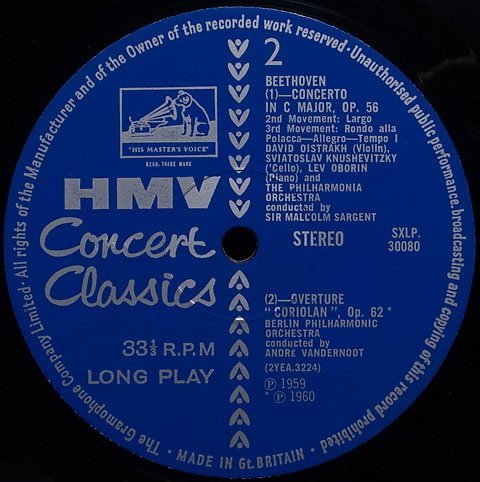 The Gramophone Company Limited · All rights of the Manufacturer and of the Owner of the recorded work reserved · Unauthorised public performance, broadcasting and copying of this record prohibited ·
"HIS MASTER'S VOICE"
REGD. TRADE MARK
HMV
Concert
Classics
33⅓ R.P.M
LONG PLAY
2
BEETHOVEN
(1)—CONCERTO
IN C MAJOR, OP. 56
2nd Movement: Largo
3rd Movement: Rondo alla
Polacca—Allegro—Tempo I
DAVID OISTRAKH (Violin),
SVIATOSLAV KNUSHEVITZKY
('Cello), LEV OBORIN
(Piano) and
THE PHILHARMONIA
ORCHESTRA
conducted by
SIR MALCOLM SARGENT
STEREO
SXLP.
30080
(2)—OVERTURE
"CORIOLAN", Op. 62*
BERLIN PHILHARMONIC
ORCHESTRA
conducted by
ANDRÉ VANDERNOOT
(2YEA.3224)
℗ 1959
* ℗ 1960
· MADE IN Gt. BRITAIN ·